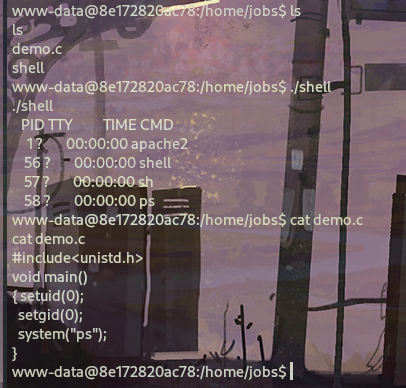 www-data@8e172820ac78:/home/jobs$ ls
ls
demo.c
shell
www-data@8e172820ac78:/home/jobs$ ./shell
./shell
PID TTY TIME CMD
1 ? 00:00:00 apache2
56 ? 00:00:00 shell
57 ? 00:00:00 sh
58 ? 00:00:00 ps
www-data@8e172820ac78:/home/jobs$ cat demo.c
cat demo.c
#include<unistd.h>
void main()
{ setuid(0);
setgid(0);
system("ps");
}
www-data@8e172820ac78:/home/jobs$